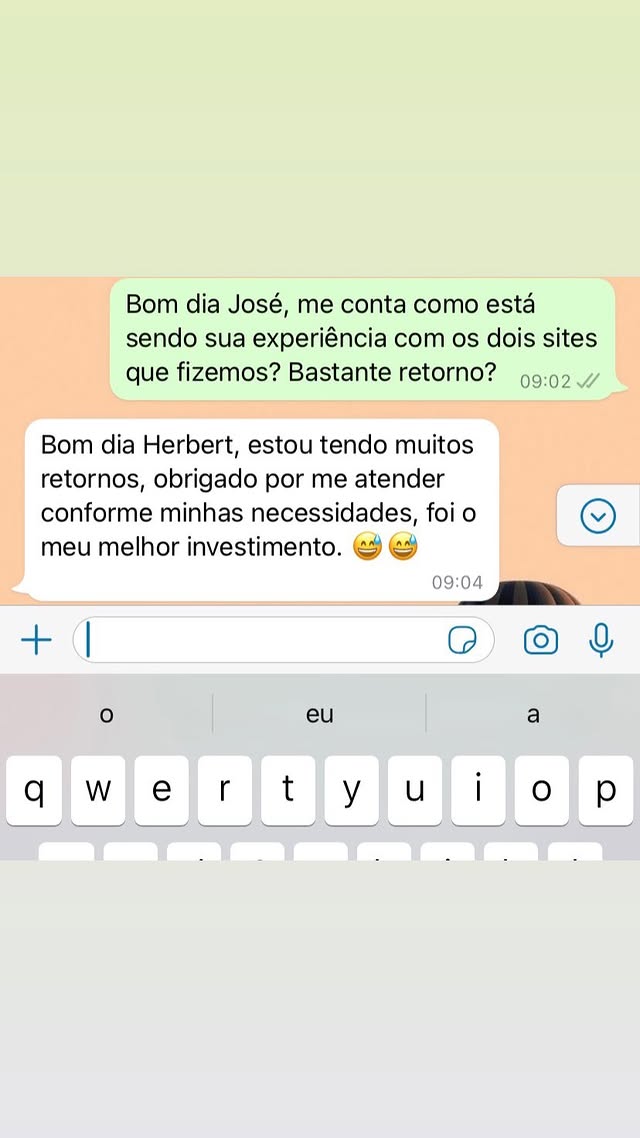 Bom dia José, me conta como está
sendo sua experiência com os dois sites
que fizemos? Bastante retorno? 09:02
Bom dia Herbert, estou tendo muitos
retornos, obrigado por me atender
conforme minhas necessidades, foi o
meu melhor investimento. 😅😅
09:04
o eu a
q w e r t y u i o p